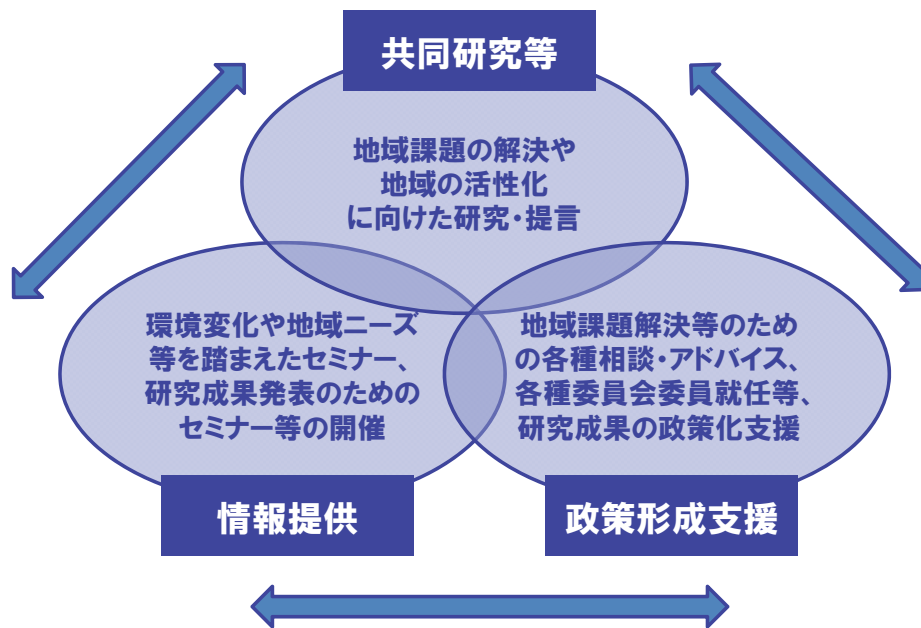 共同研究等
地域課題の解決や
地域の活性化
に向けた研究・提言
環境変化や地域ニーズ
等を踏まえたセミナー、
研究成果発表のための
セミナー等の開催
情報提供
地域課題解決等のため
の各種相談・アドバイス、
各種委員会委員就任等、
研究成果の政策化支援
政策形成支援